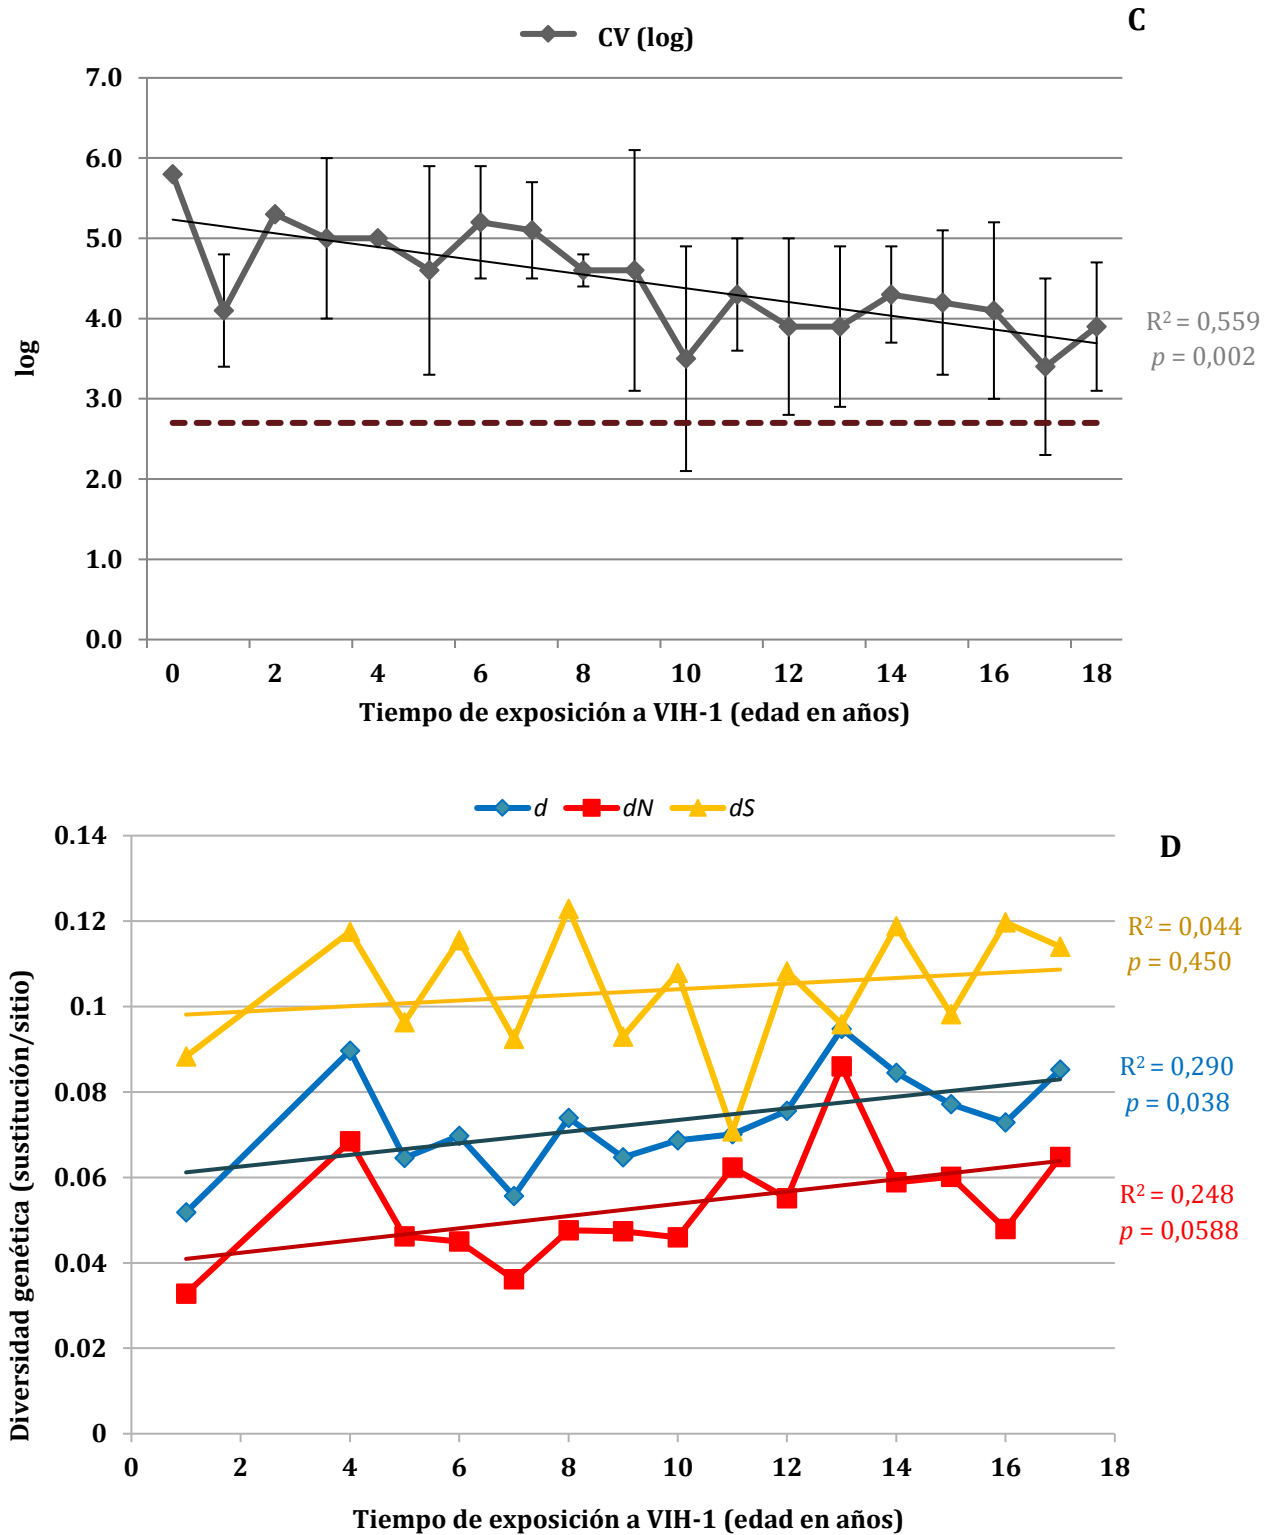 C
CV (log)
7.0
6.0
5.0
4.0
3.0
2.0
1.0
0.0
log
R² = 0,559
p = 0,002
0 2 4 6 8 10 12 14 16 18
Tiempo de exposición a VIH-1 (edad en años)
d dN dS
D
0.14
0.12
0.1
0.08
0.06
0.04
0.02
0
Diversidad genética (sustitución/sitio)
R² = 0,044
p = 0,450
R² = 0,290
p = 0,038
R² = 0,248
p = 0,0588
0 2 4 6 8 10 12 14 16 18
Tiempo de exposición a VIH-1 (edad en años)